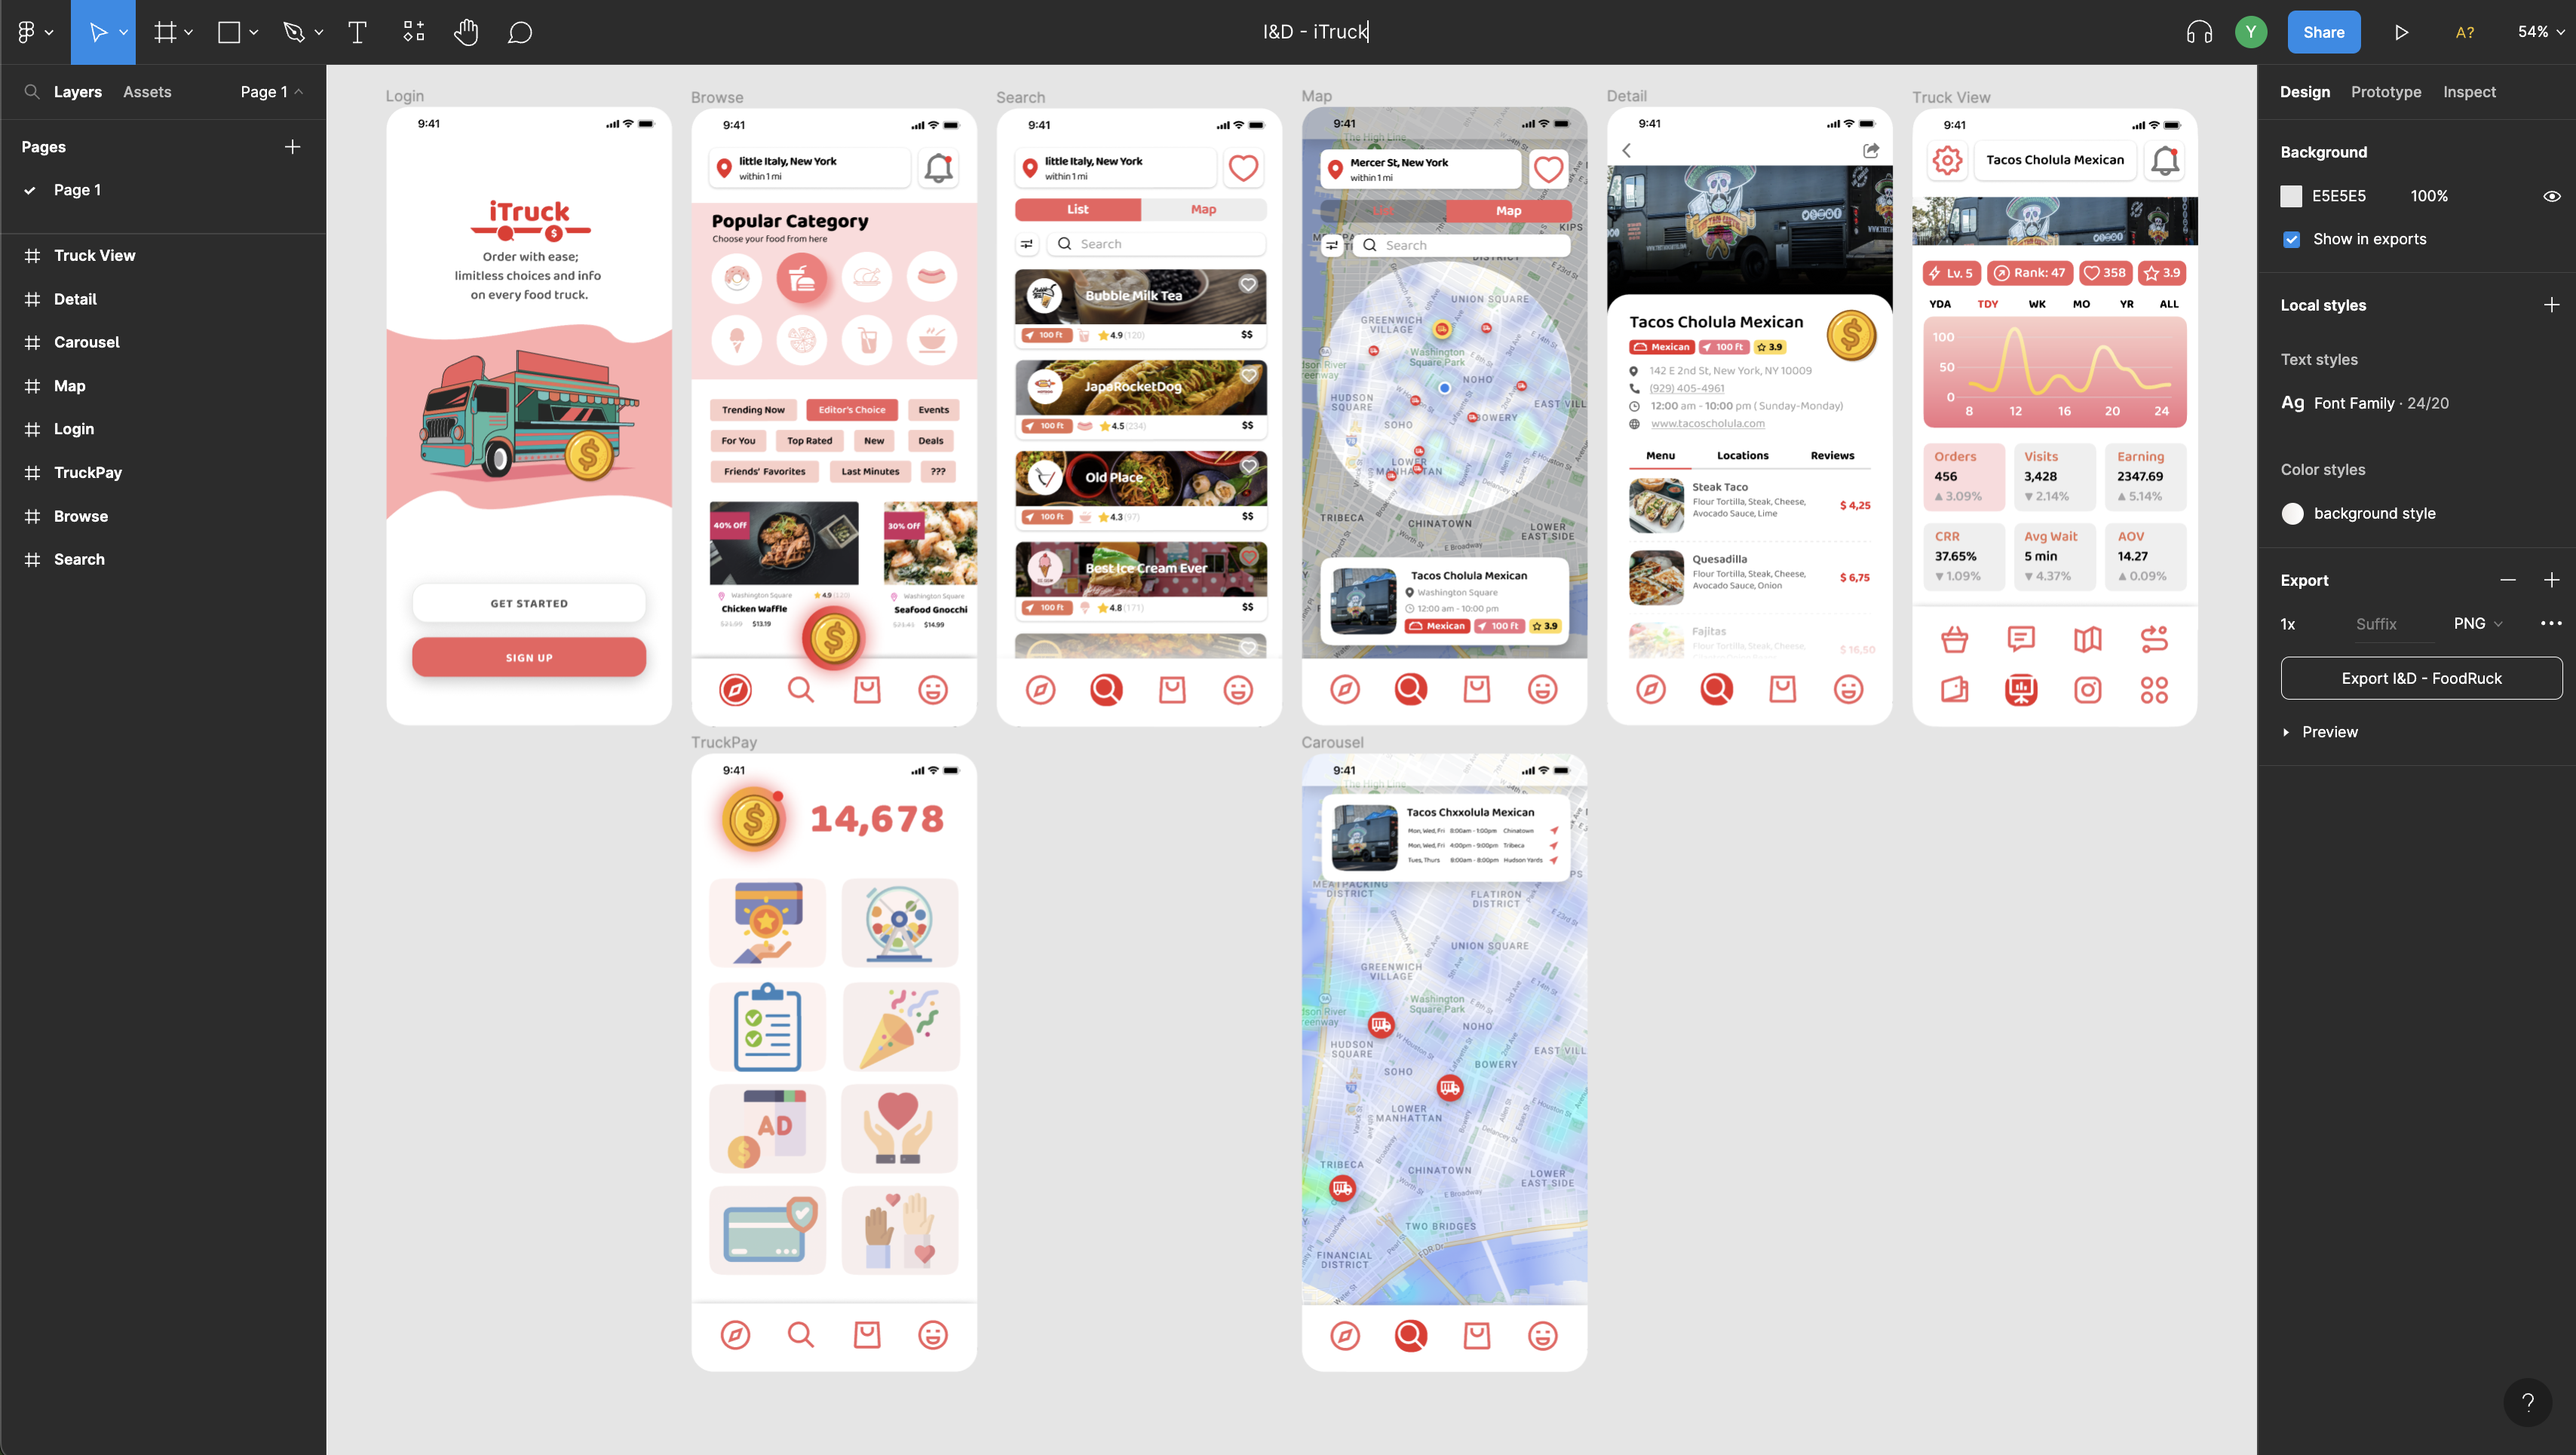 I&D - iTruck
Y
Share
A?
54%
Layers
Assets
Page 1
Pages
Page 1
Truck View
Detail
Carousel
Map
Login
TruckPay
Browse
Search
Login
9:41
iTruck
Order with ease;
limitless choices and info
on every food truck.
GET STARTED
SIGN UP
Browse
9:41
little Italy, New York
within 1 mi
Popular Category
Choose your food from here
Trending Now
Editor's Choice
Events
For You
Top Rated
New
Deals
Friends' Favorites
Last Minutes
???
40% Off
30% Off
Washington Square
4.9 (120)
Washington Square
Chicken Waffle
Seafood Gnocchi
$13.19
$14.99
Search
9:41
little Italy, New York
within 1 mi
List
Map
Search
Bubble Milk Tea
100 ft
4.9 (120)
$$
JapaRocketDog
100 ft
4.5 (234)
$$
Old Place
100 ft
4.3 (97)
$$
Best Ice Cream Ever
100 ft
4.8 (171)
$$
Map
9:41
The High Line
Mercer St, New York
within 1 mi
List
Map
KIPS
Search
DISTRICT
UNION SQUARE
GREENWICH
VILLAGE
Washington
Square Park
NOHO
HUDSON
SQUARE
EAST VILL
BOWERY
SOHO
LOWER
MANHATTAN
TRIBECA
CHINATOWN
LOWER
EAST SIDE
E Broadway
Tacos Cholula Mexican
Washington Square
12:00 am - 10:00 pm
Mexican
100 ft
3.9
Detail
9:41
Tacos Cholula Mexican
Mexican
100 ft
3.9
142 E 2nd St, New York, NY 10009
(929) 405-4961
12:00 am - 10:00 pm ( Sunday-Monday)
www.tacoscholula.com
Menu
Locations
Reviews
Steak Taco
Flour Tortilla, Steak, Cheese,
Avocado Sauce, Lime
$ 4,25
Quesadilla
Flour Tortilla, Steak, Cheese,
Avocado Sauce, Onion
$ 6,75
Fajitas
Flour Tortilla, Steak, Cheese,
$ 16,50
Truck View
9:41
Tacos Cholula Mexican
Lv. 5
Rank: 47
358
3.9
YDA
TDY
WK
MO
YR
ALL
100
50
0
8
12
16
20
24
Orders
456
▲ 3.09%
Visits
3,428
▼ 2.14%
Earning
2347.69
▲ 5.14%
CRR
37.65%
▼ 1.09%
Avg Wait
5 min
▼ 4.37%
AOV
14.27
▲ 0.09%
TruckPay
9:41
14,678
AD
Carousel
9:41
The High Line
Tacos Chxxolula Mexican
Mon, Wed, Fri 8:00am - 1:00pm Chinatown
Mon, Wed, Fri 4:00pm - 9:00pm Tribeca
Tues, Thurs 8:00am - 8:00pm Hudson Yards
MEATPACKING
DISTRICT
FLATIRON
DISTRICT
UNION SQUARE
GREENWICH
VILLAGE
Washington
Square Park
NOHO
HUDSON
SQUARE
EAST VILL
BOWERY
SOHO
LOWER
MANHATTAN
TRIBECA
CHINATOWN
LOWER
EAST SIDE
E Broadway
TWO BRIDGES
FDR Dr
FINANCIAL
DISTRICT
Design
Prototype
Inspect
Background
E5E5E5
100%
Show in exports
Local styles
Text styles
Ag
Font Family · 24/20
Color styles
background style
Export
1x
Suffix
PNG
Export I&D - FoodRuck
Preview
?